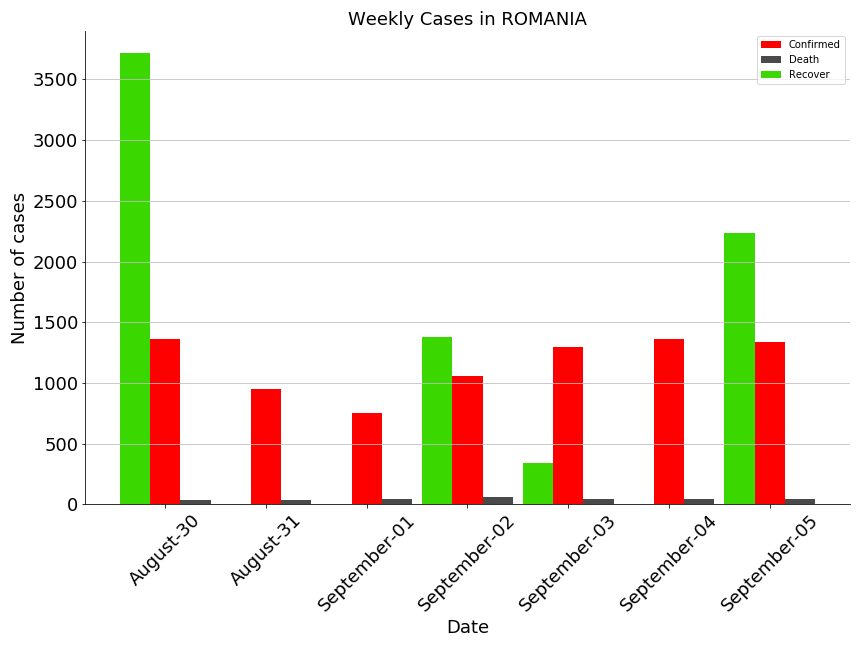 Weekly Cases in ROMANIA
Confirmed
Death
Recover
Number of cases
3500
3000
2500
2000
1500
1000
500
0
August-30
August-31
September-01
September-02
September-03
September-04
September-05
Date